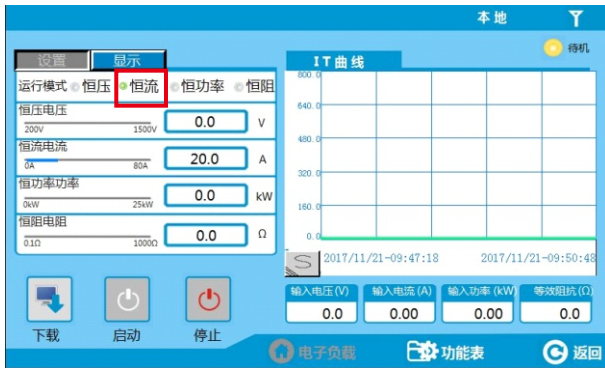 本地
待机
设置 显示
运行模式 恒压 恒流 恒功率 恒阻
恒压电压
200V 1500V 0.0 V
恒流电流
0A 80A 20.0 A
恒功率功率
0kW 25kW 0.0 kW
恒阻电阻
0.1Ω 1000Ω 0.0 Ω
下载 启动 停止
IT曲线
800.0
640.0
480.0
320.0
160.0
0.0
S 2017/11/21-09:47:18 2017/11/21-09:50:48
输入电压(V) 输入电流(A) 输入功率(kW) 等效阻抗(Ω)
0.0 0.00 0.00 0.0
电子负载 功能表 返回